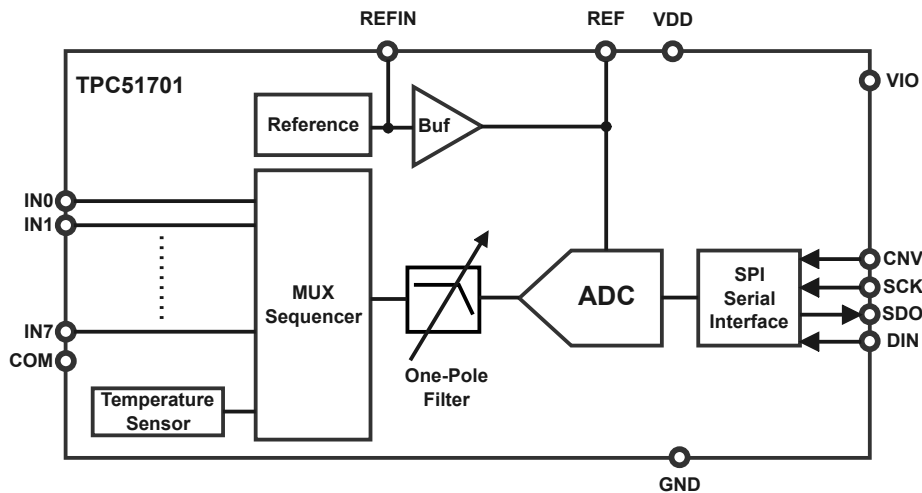 REFIN
REF
VDD
TPC51701
VIO
Reference
Buf
IN0
IN1
IN7
COM
MUX
Sequencer
One-Pole
Filter
ADC
SPI
Serial
Interface
CNV
SCK
SDO
DIN
Temperature
Sensor
GND